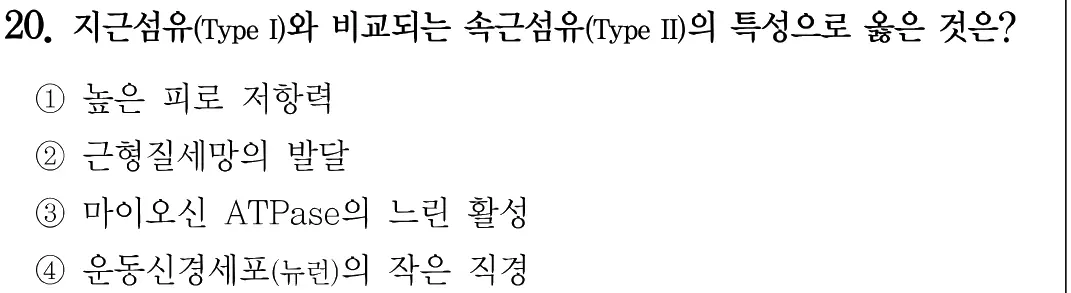 20. 지근섬유(Type I)와 비교되는 속근섬유(Type II)의 특성으로 옳은 것은?
① 높은 피로 저항력
② 근형질세망의 발달
③ 마이오신 ATPase의 느린 활성
④ 운동신경세포(뉴런)의 작은 직경